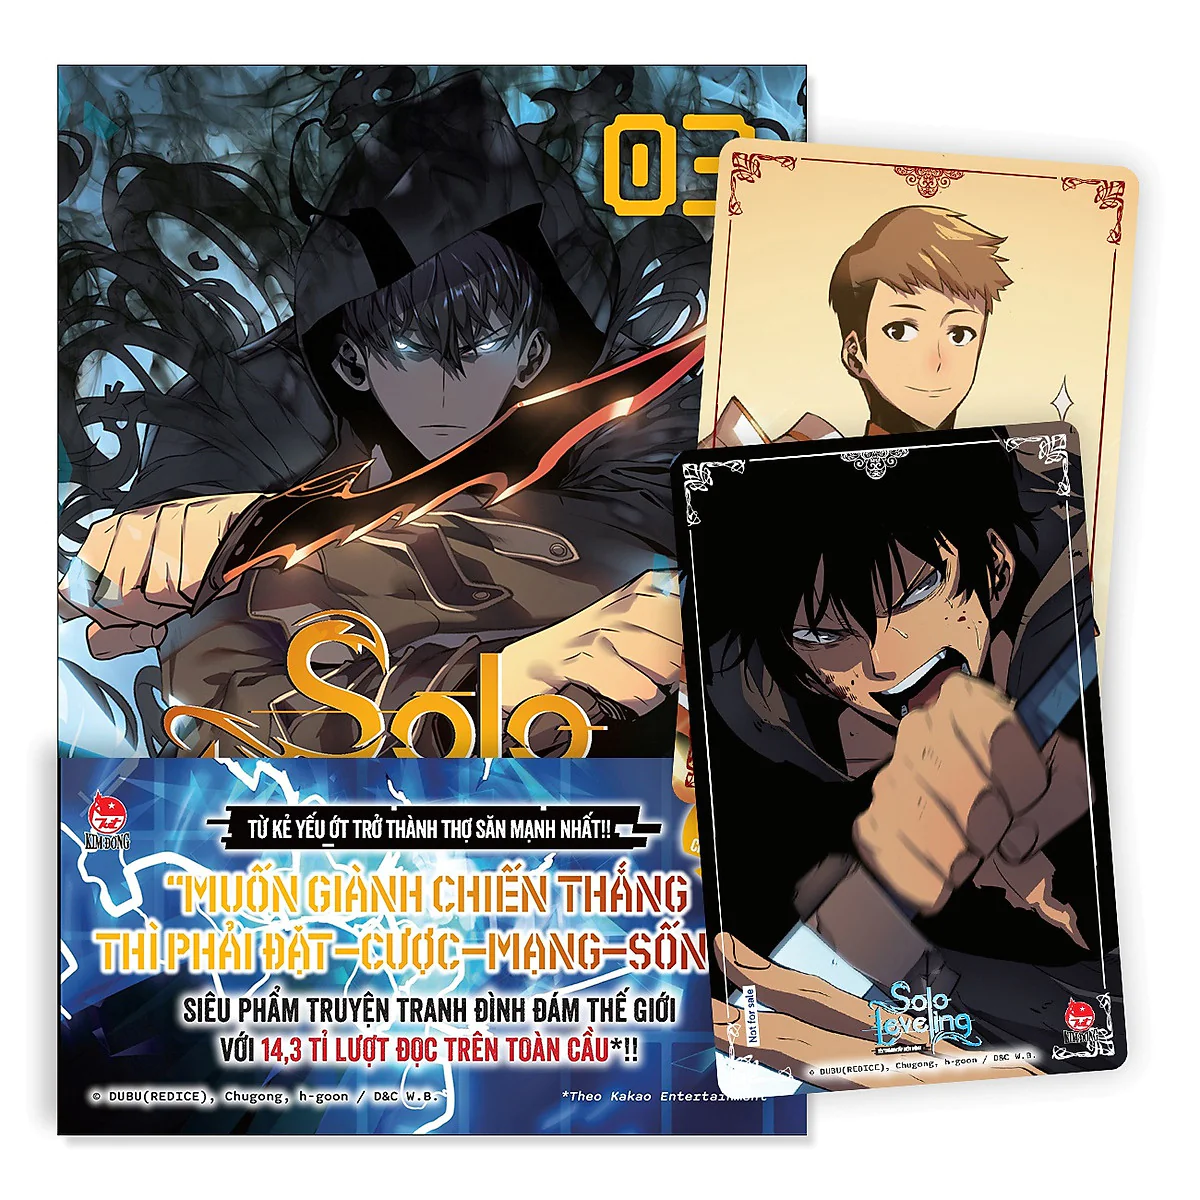 03
Solo
KIM ĐỒNG
TỪ KẺ YẾU ỚT TRỞ THÀNH THỢ SĂN MẠNH NHẤT!!
“MUỐN GIÀNH CHIẾN THẮNG
THÌ PHẢI ĐẶT-CƯỢC-MẠNG-SỐN
SIÊU PHẨM TRUYỆN TRANH ĐÌNH ĐÁM THẾ GIỚI
VỚI 14,3 TỈ LƯỢT ĐỌC TRÊN TOÀN CẦU*!!
© DUBU(REDICE), Chugong, h-goon / D&C W.B.
*Theo Kakao Entertainment
Not for sale
Solo
Leveling
KIM ĐỒNG
© DUBU(REDICE), Chugong, h-goon / D&C W.B.